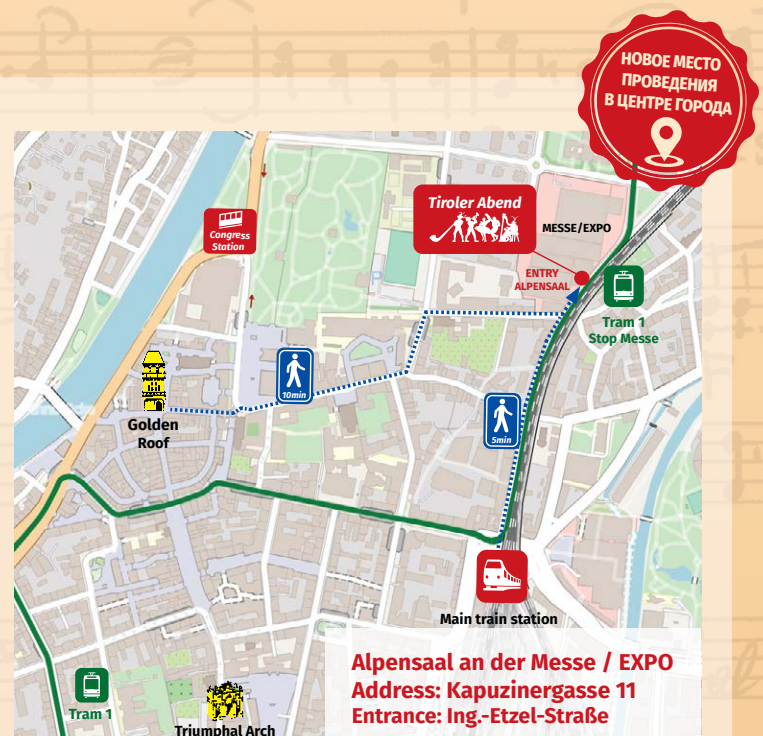 НОВОЕ МЕСТО
ПРОВЕДЕНИЯ
В ЦЕНТРЕ ГОРОДА
Tiroler Abend
MESSE/EXPO
Congress
Station
ENTRY
ALPENSAAL
Tram 1
Stop Messe
10min
Golden
Roof
5min
Main train station
Alpensaal an der Messe / EXPO
Address: Kapuzinergasse 11
Entrance: Ing.-Etzel-Straße
Tram 1
Triumphal Arch